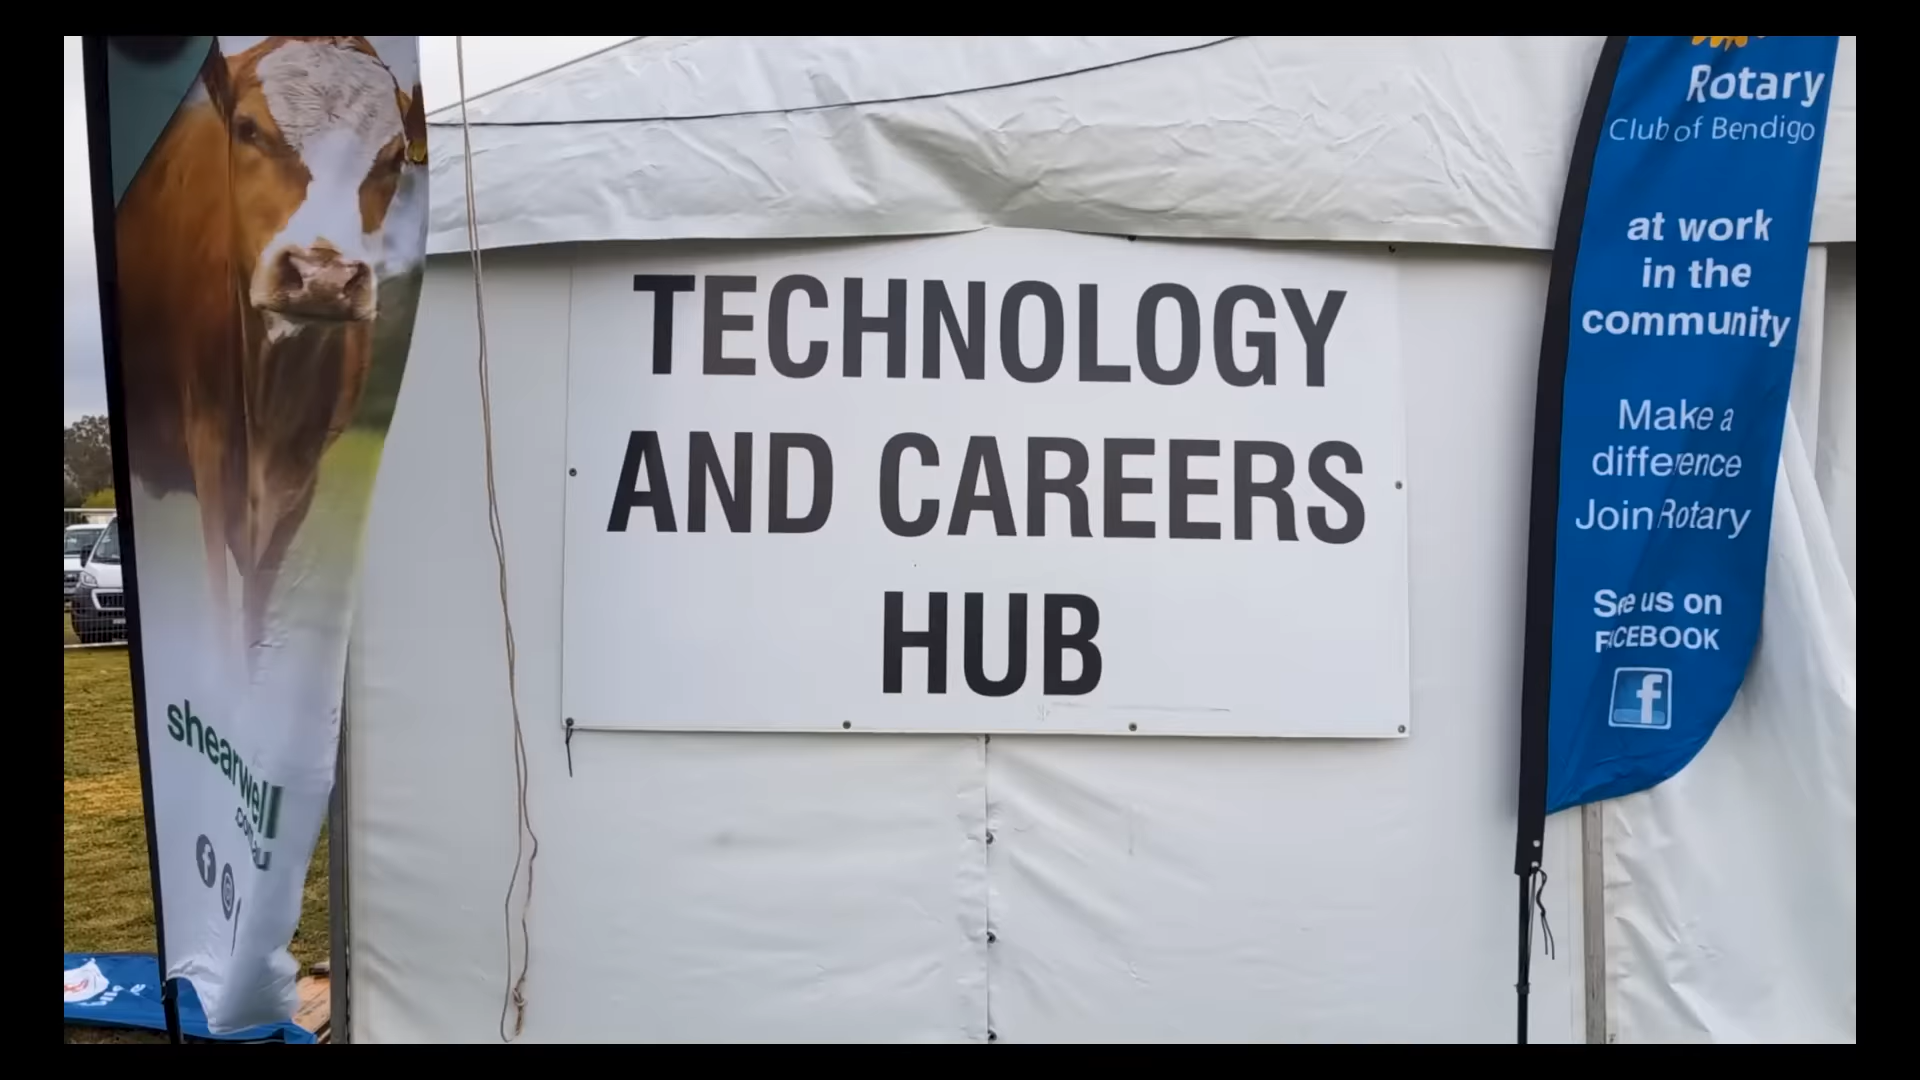 TECHNOLOGY
AND CAREERS
HUB
shearwell
.com.au
Rotary
Club of Bendigo
at work
in the
community
Make a
difference
Join Rotary
See us on
FACEBOOK